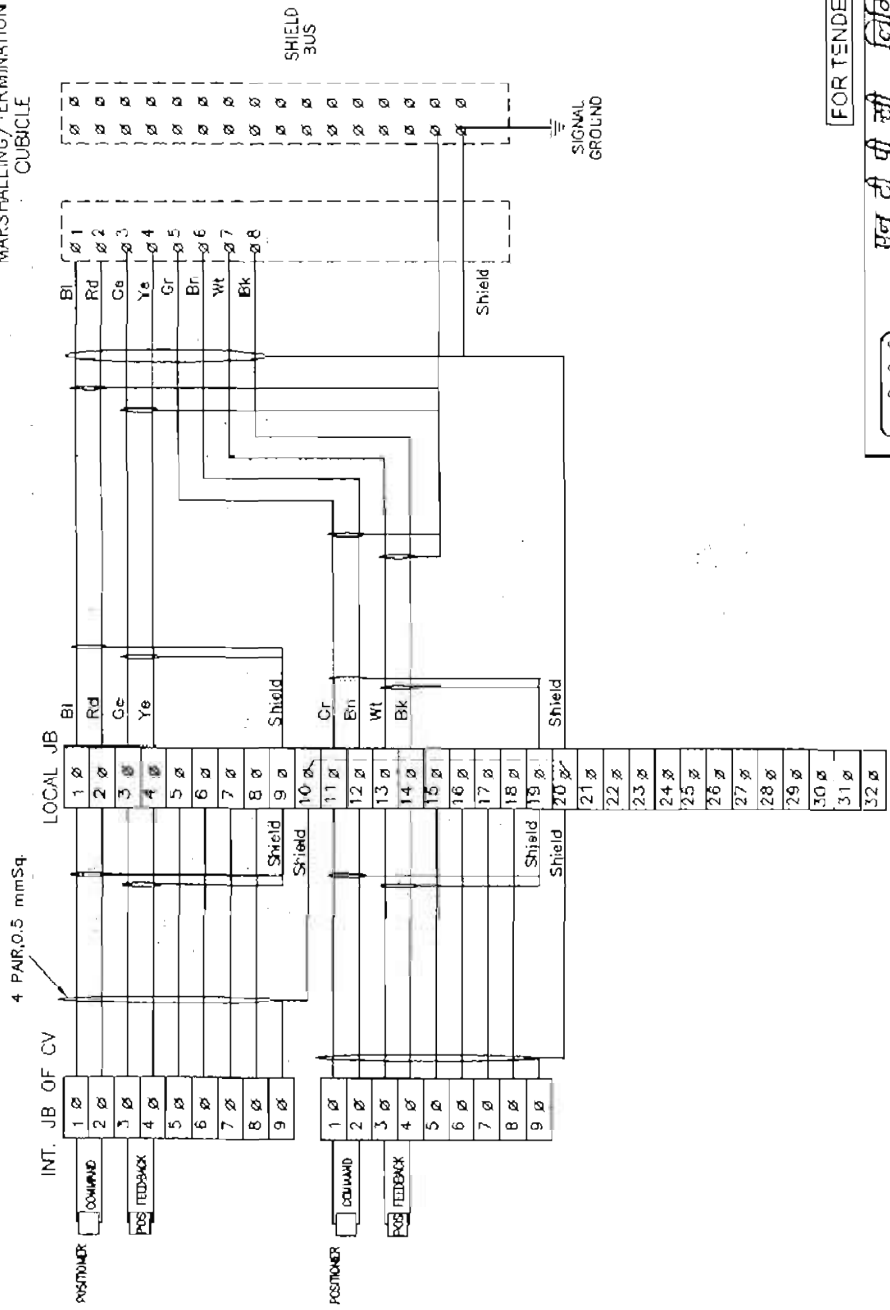 MARSHALLING/TERMINATION
CUBICLE
SHIELD
BUS
4 PAIR,0.5 mmSq.
INT. JB OF CV
LOCAL JB
POSITIONER
COMMAND
POS FEEDBACK
1
2
3
4
5
6
7
8
9
POSITIONER
COMMAND
POS FEEDBACK
1
2
3
4
5
6
7
8
9
Shield
Shield
Shield
Shield
1
2
3
4
5
6
7
8
9
10
11
12
13
14
15
16
17
18
19
20
21
22
23
24
25
26
27
28
29
30
31
32
Bl
Rd
Ge
Ye
Shield
Gr
Bn
Wt
Bk
Shield
Bl
Rd
Ge
Ye
Gr
Bn
Wt
Bk
Shield
1
2
3
4
5
6
7
8
SIGNAL
GROUND
FOR TENDE
एन टी पी सी